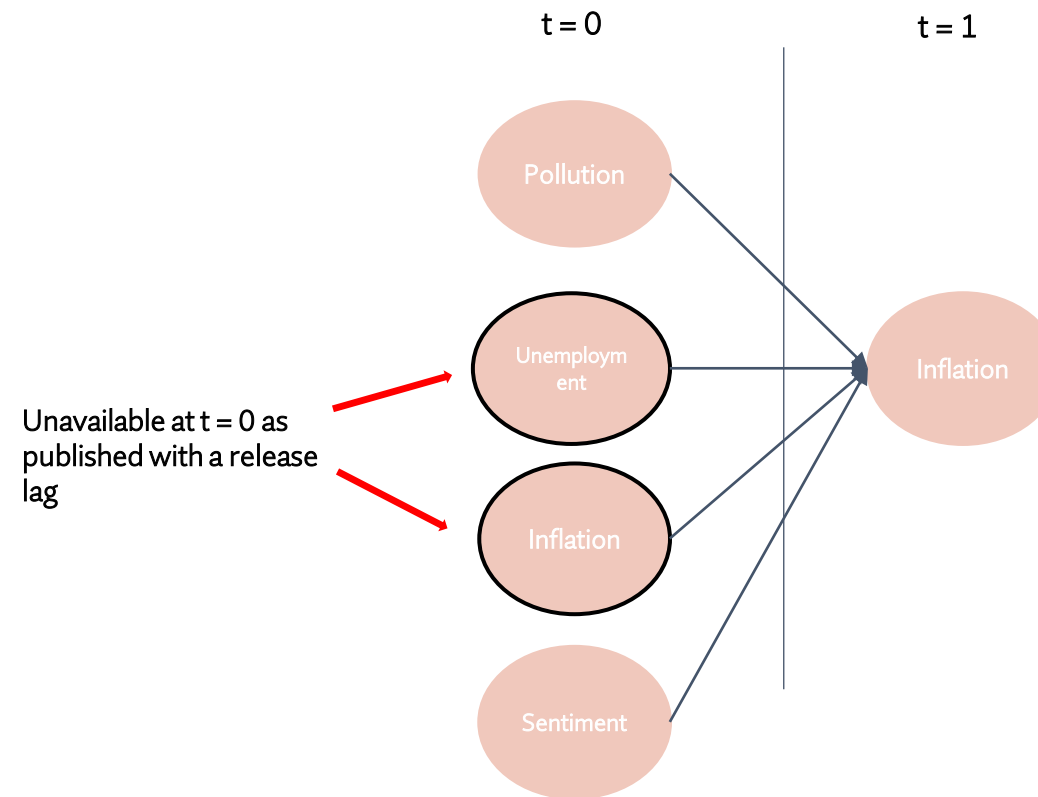 t = 0
t = 1
Pollution
Unemploym
ent
Inflation
Unavailable at t = 0 as
published with a release
lag
Inflation
Sentiment